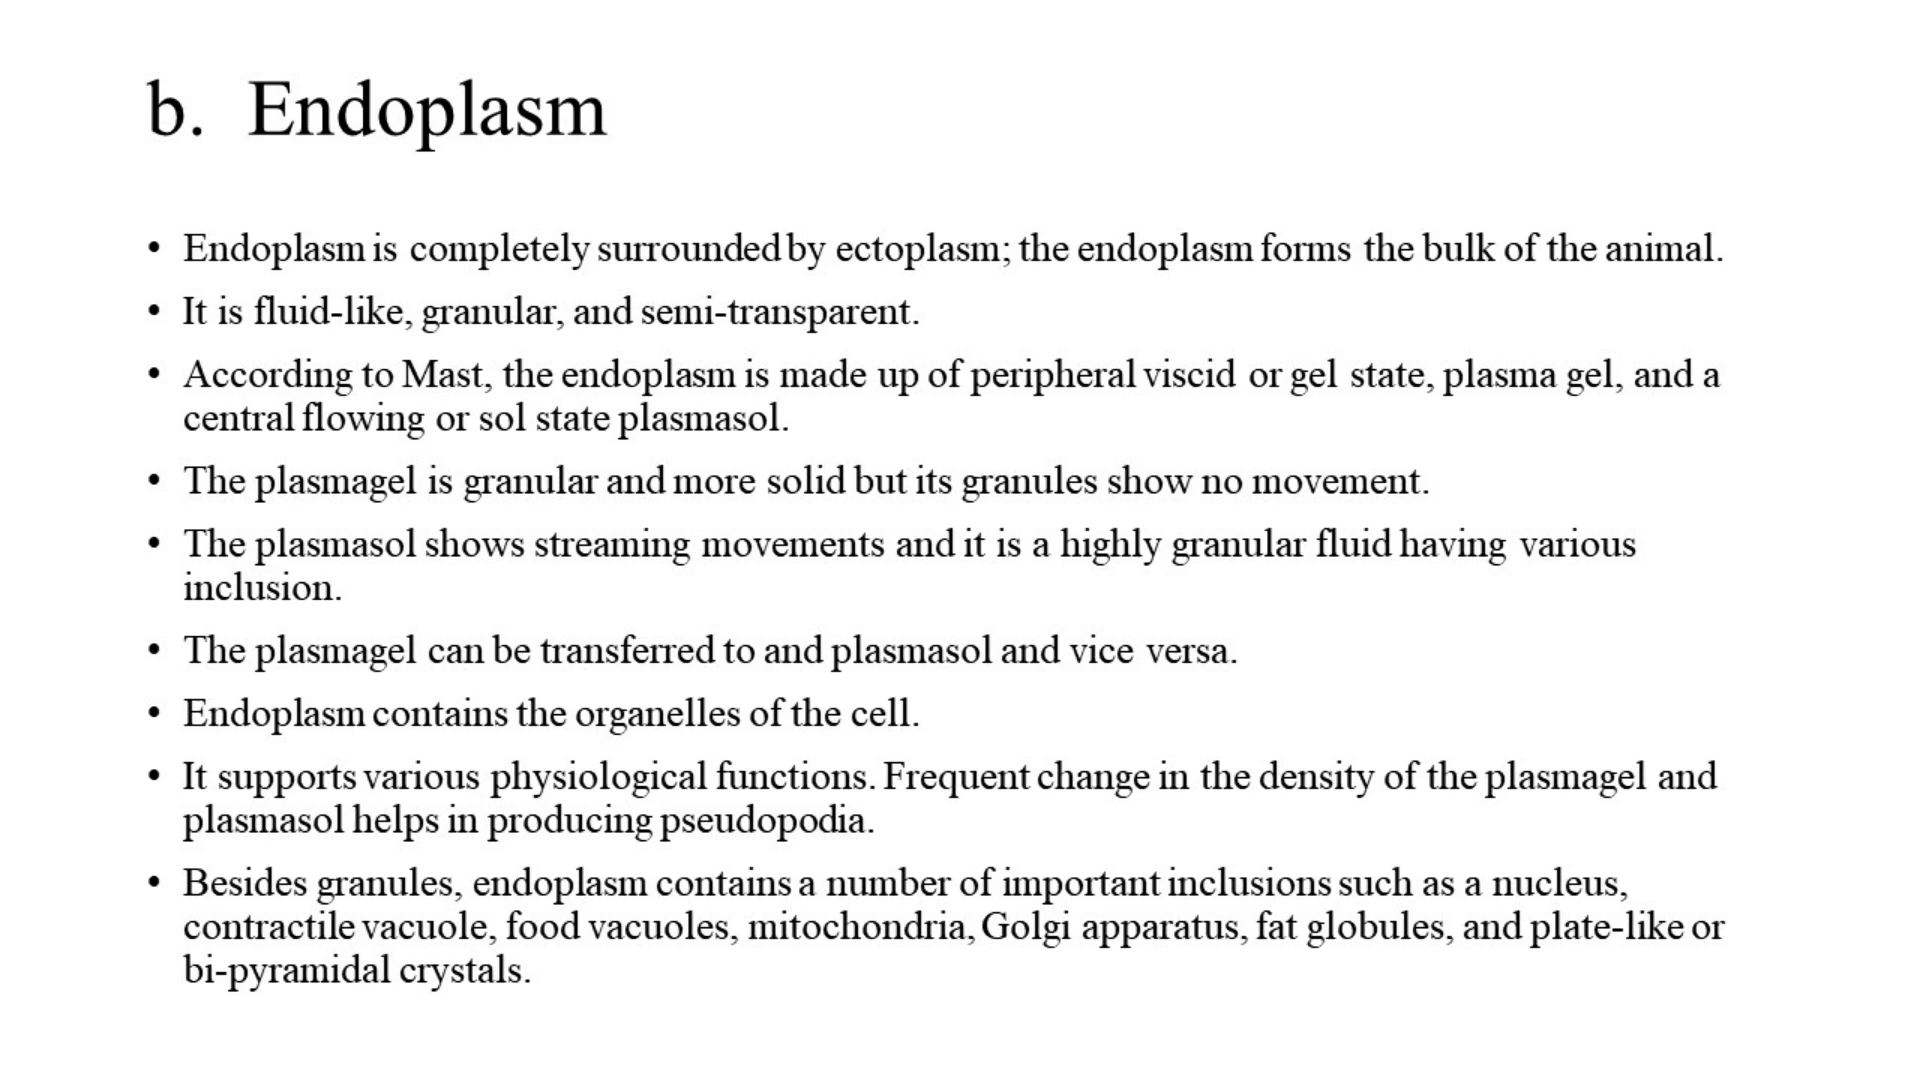 b. Endoplasm
• Endoplasm is completely surrounded by ectoplasm; the endoplasm forms the bulk of the animal.
• It is fluid-like, granular, and semi-transparent.
• According to Mast, the endoplasm is made up of peripheral viscid or gel state, plasma gel, and a
central flowing or sol state plasmasol.
• The plasmagel is granular and more solid but its granules show no movement.
• The plasmasol shows streaming movements and it is a highly granular fluid having various
inclusion.
• The plasmagel can be transferred to and plasmasol and vice versa.
• Endoplasm contains the organelles of the cell.
• It supports various physiological functions. Frequent change in the density of the plasmagel and
plasmasol helps in producing pseudopodia.
• Besides granules, endoplasm contains a number of important inclusions such as a nucleus,
contractile vacuole, food vacuoles, mitochondria, Golgi apparatus, fat globules, and plate-like or
bi-pyramidal crystals.